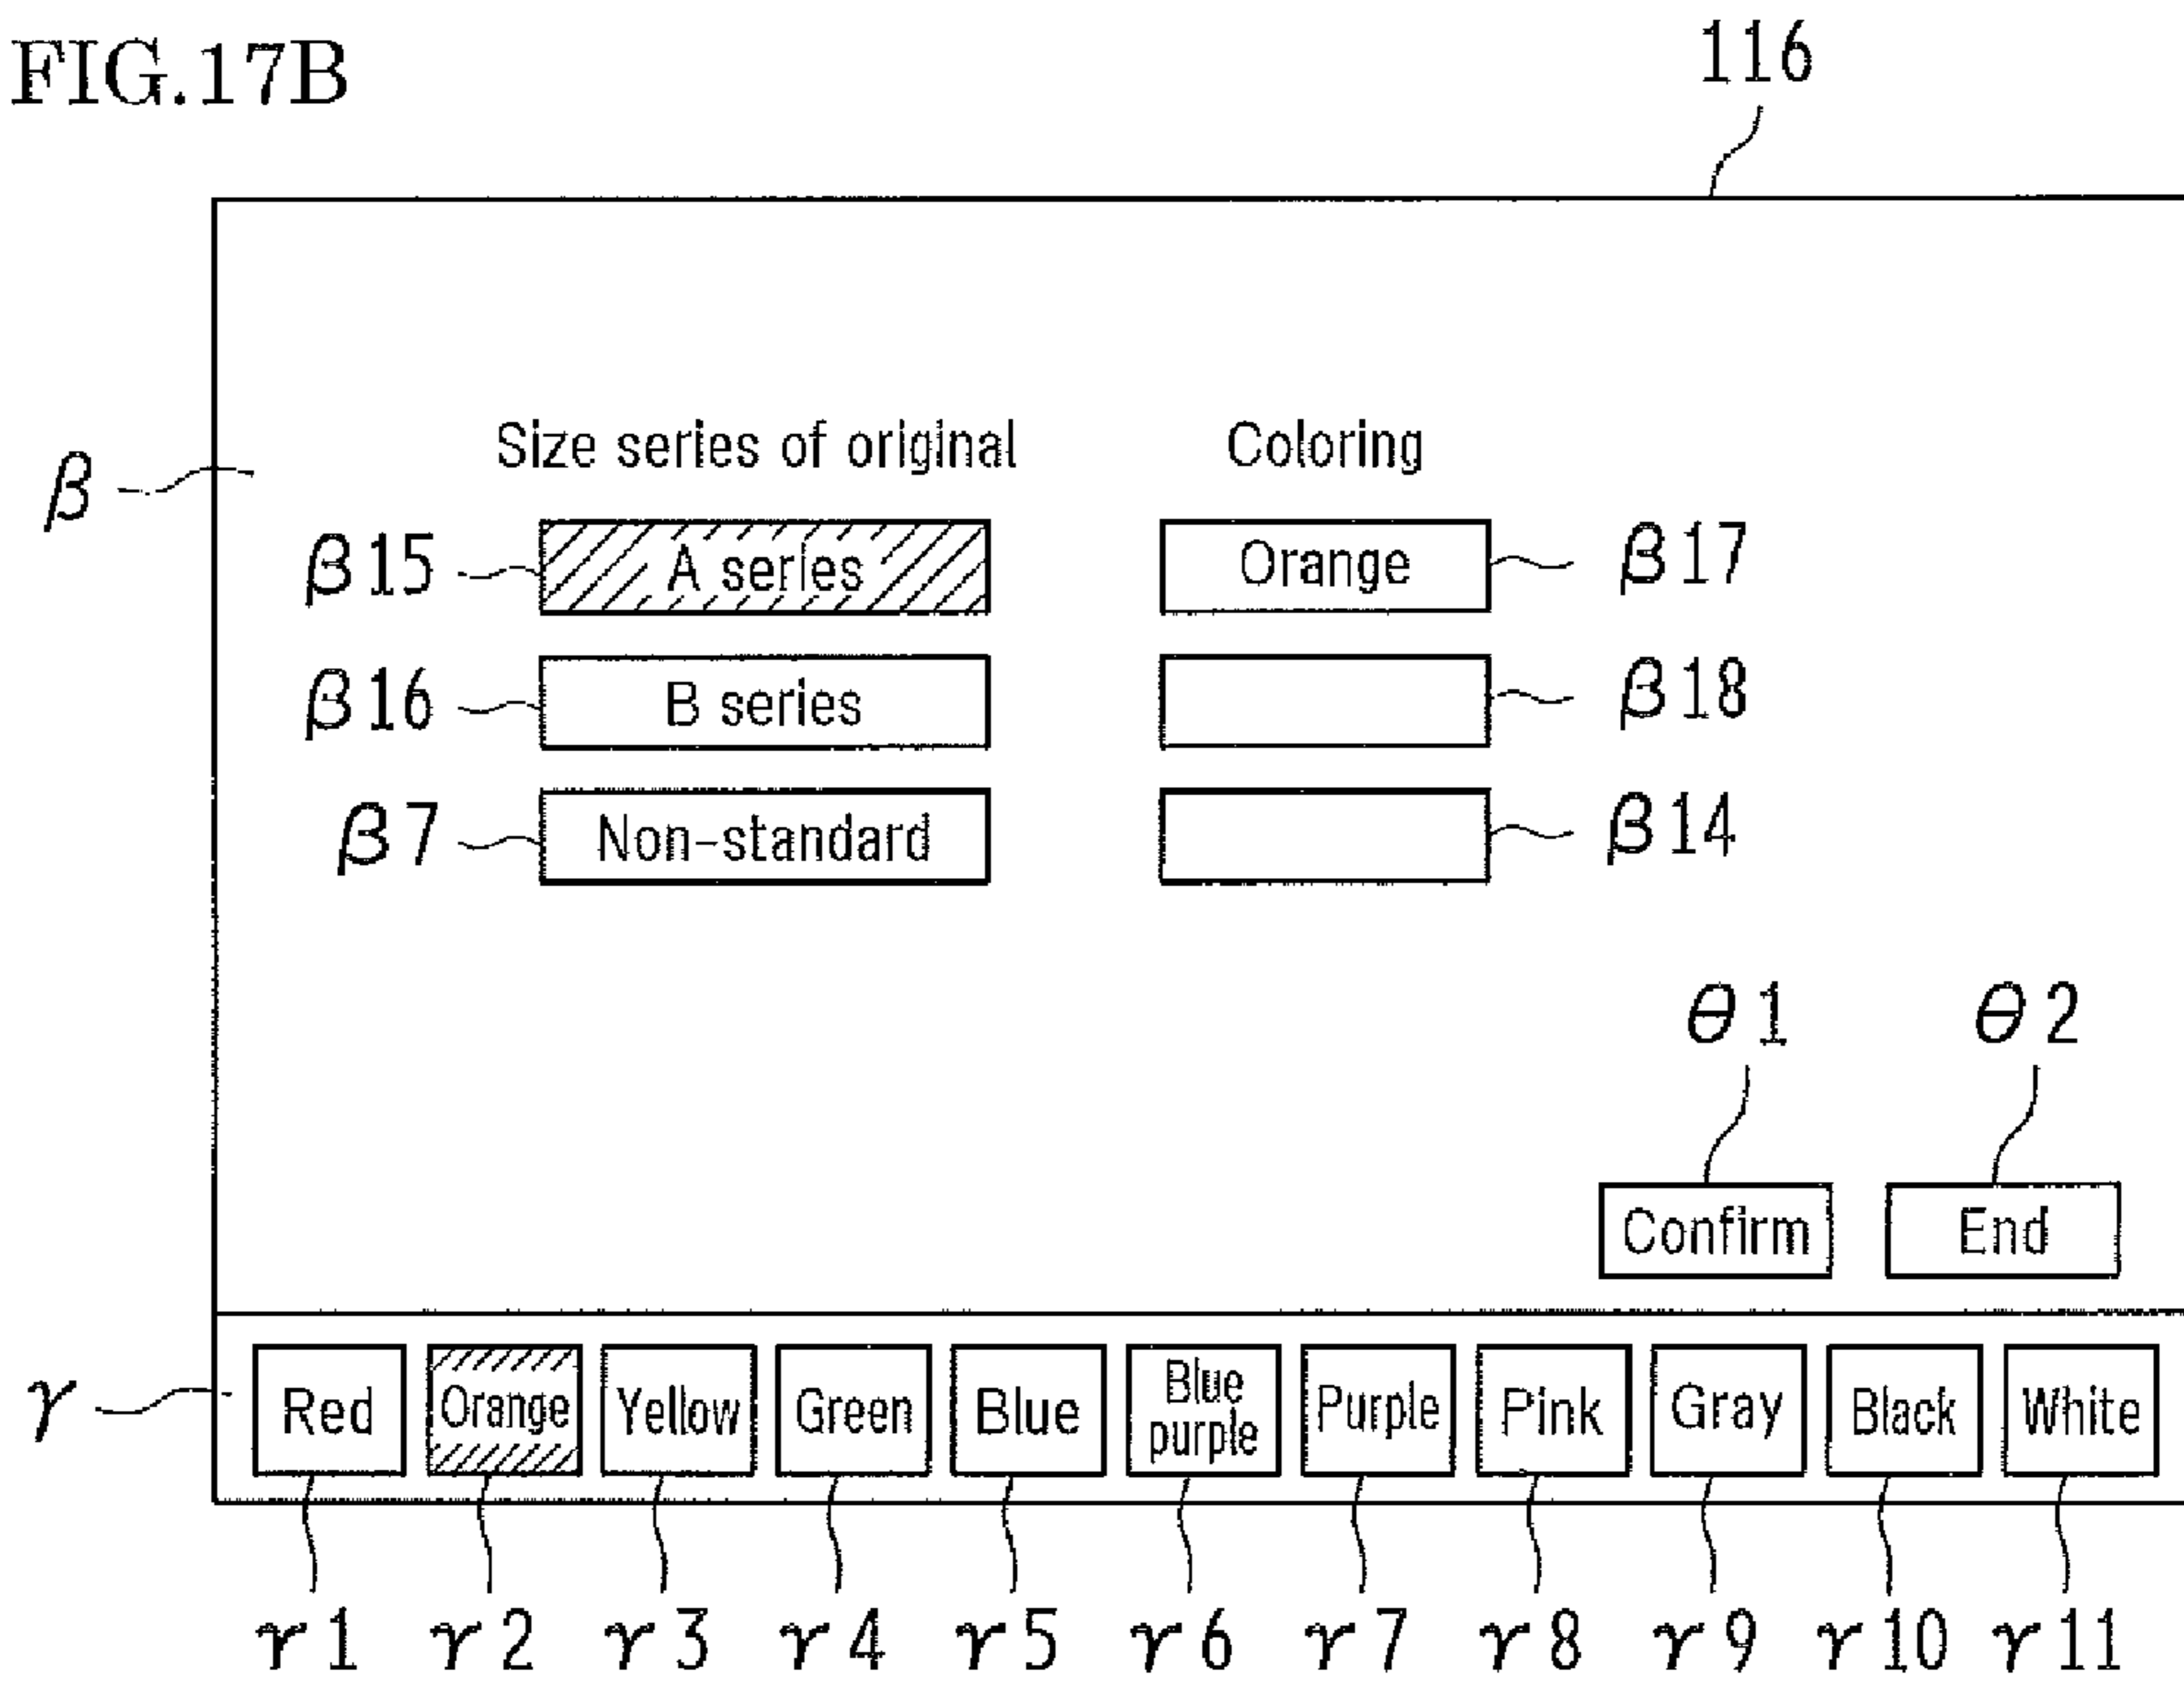 FIG.17B
116
Size series of original Coloring
β
β15 A series Orange β17
β16 B series β18
β7 Non-standard β14
θ1 θ2
Confirm End
γ Red Orange Yellow Green Blue Blue purple Purple Pink Gray Black White
γ1 γ2 γ3 γ4 γ5 γ6 γ7 γ8 γ9 γ10 γ11